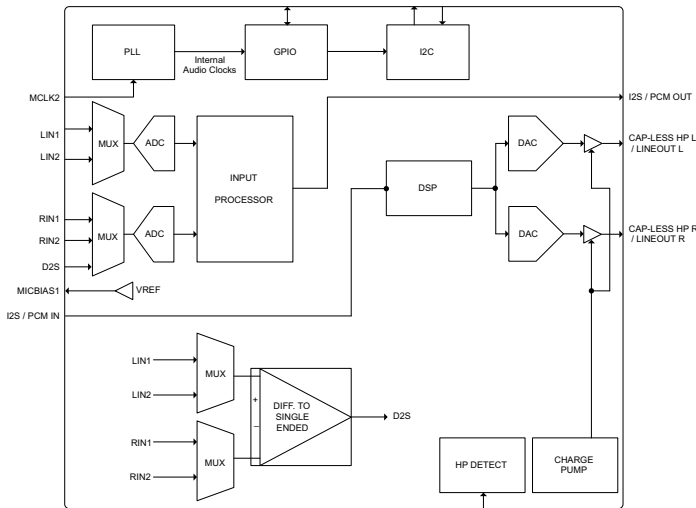 PLL
GPIO
I2C
Internal
Audio Clocks
MCLK2
I2S / PCM OUT
LIN1
LIN2
MUX
ADC
INPUT
PROCESSOR
DAC
CAP-LESS HP L
/ LINEOUT L
DSP
RIN1
RIN2
D2S
MUX
ADC
DAC
CAP-LESS HP R
/ LINEOUT R
MICBIAS1
VREF
I2S / PCM IN
LIN1
LIN2
MUX
+
–
DIFF. TO
SINGLE
ENDED
D2S
RIN1
RIN2
MUX
HP DETECT
CHARGE
PUMP